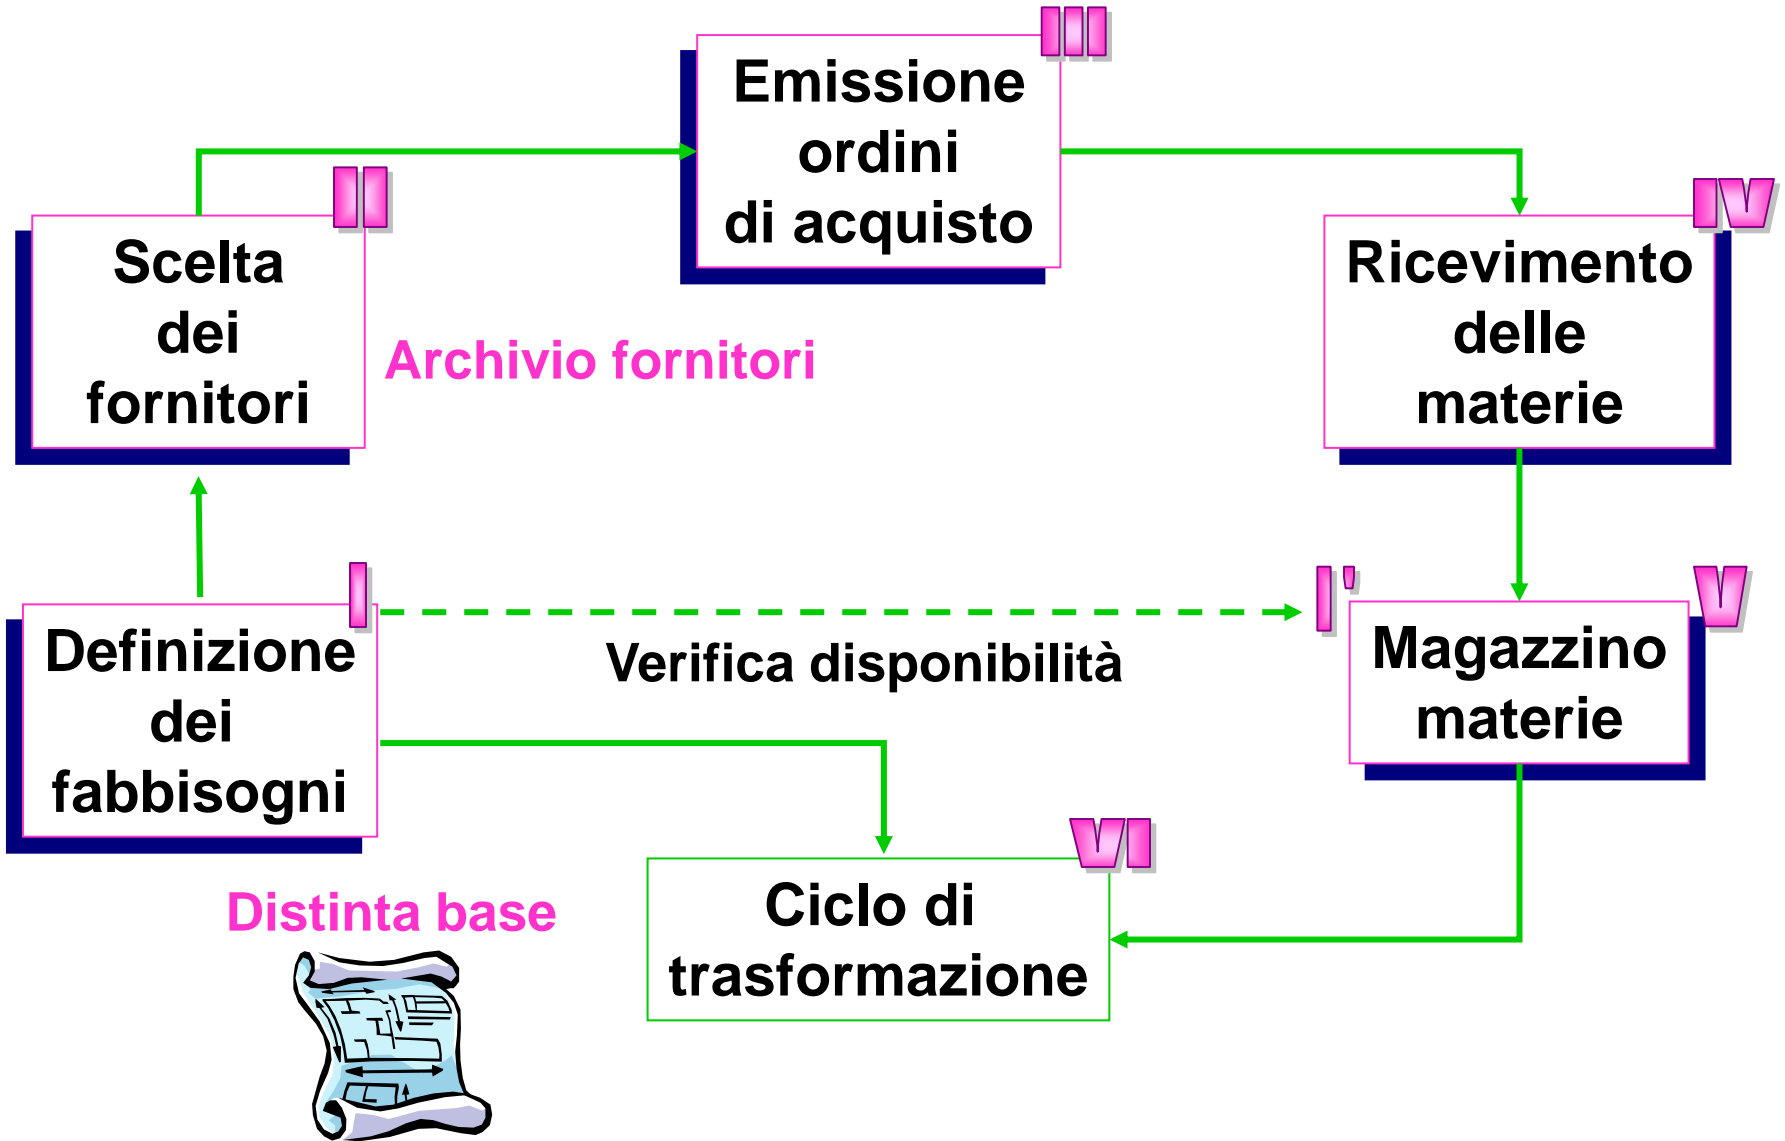 III
Emissione
ordini
di acquisto
II
Scelta
dei
fornitori
Archivio fornitori
IV
Ricevimento
delle
materie
I
Definizione
dei
fabbisogni
Verifica disponibilità
I'
V
Magazzino
materie
Distinta base
VI
Ciclo di
trasformazione